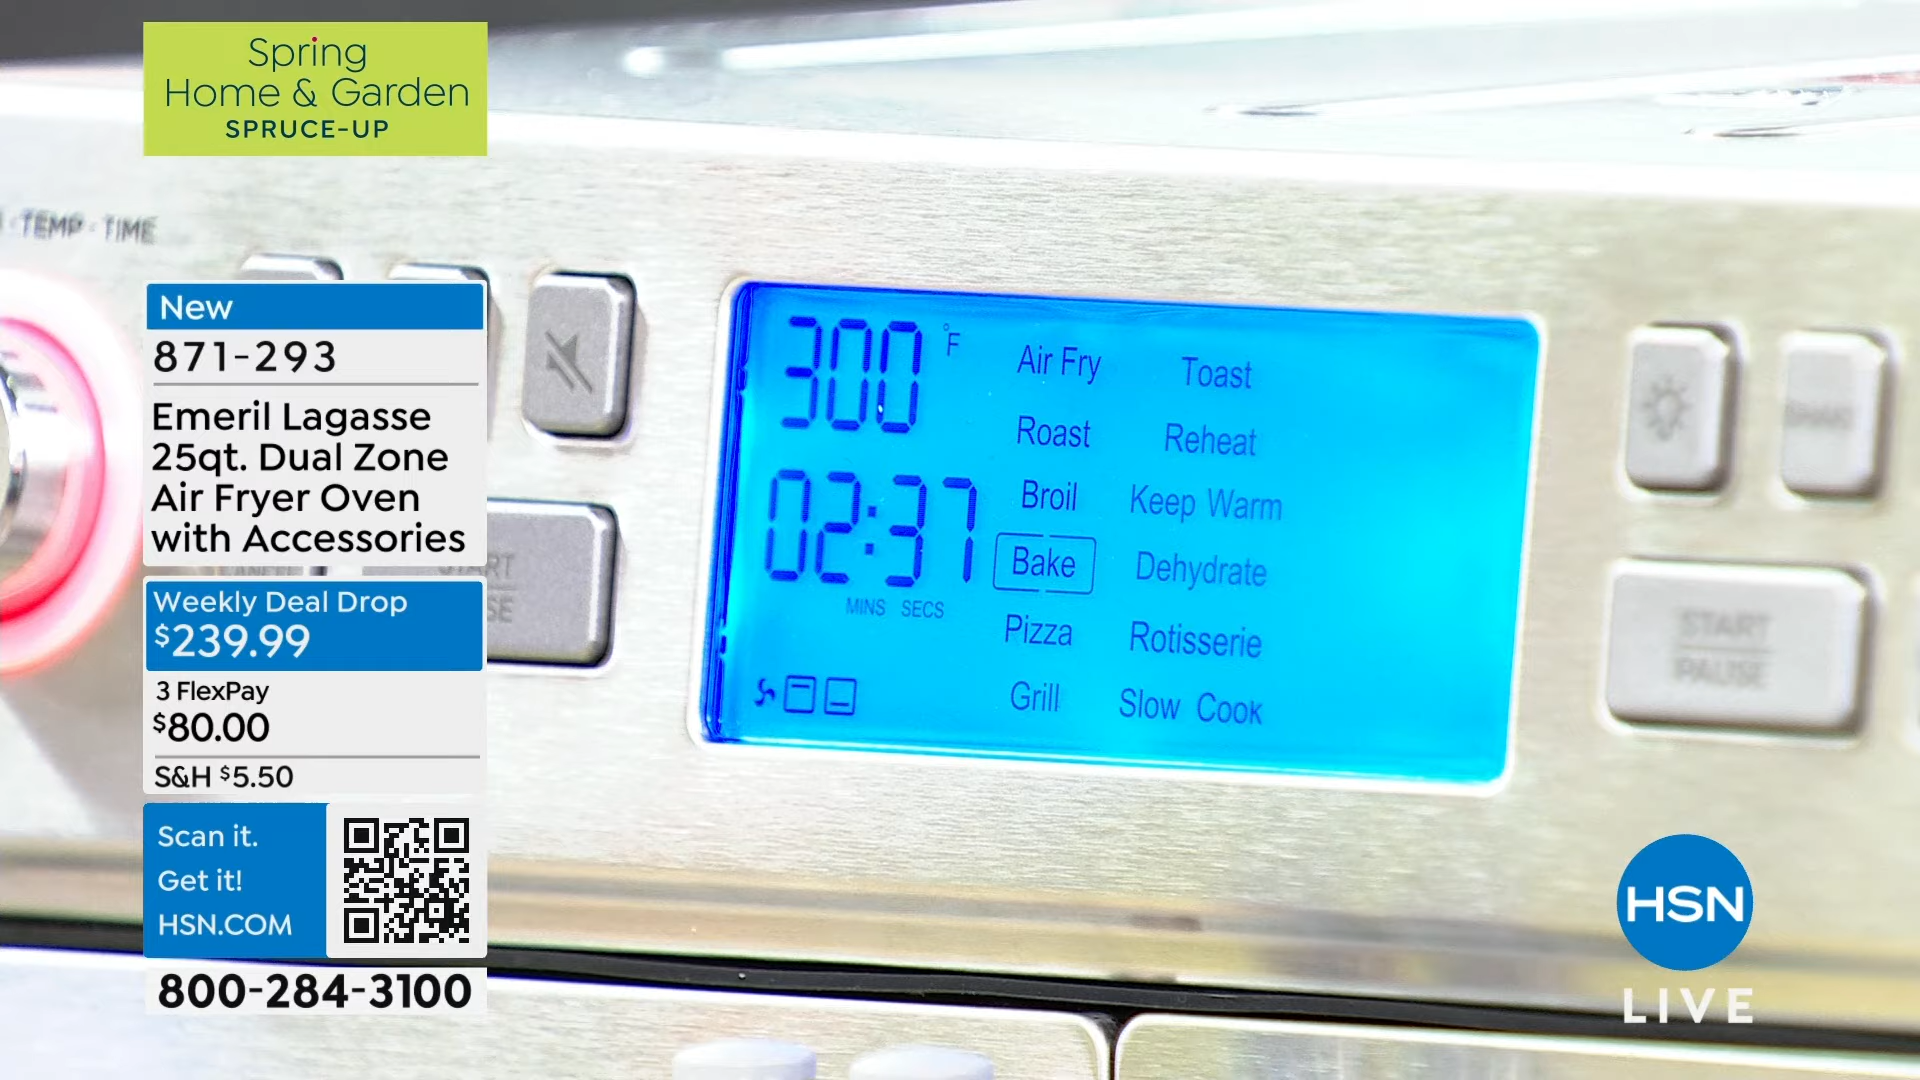 Spring
Home & Garden
SPRUCE-UP
TEMP - TIME
New
871-293
Emeril Lagasse
25qt. Dual Zone
Air Fryer Oven
with Accessories
Weekly Deal Drop
$239.99
3 FlexPay
$80.00
S&H $5.50
Scan it.
Get it!
HSN.COM
800-284-3100
300 °F
02:37
MINS SECS
Air Fry Toast
Roast Reheat
Broil Keep Warm
Bake Dehydrate
Pizza Rotisserie
Grill Slow Cook
START
PAUSE
HSN
LIVE